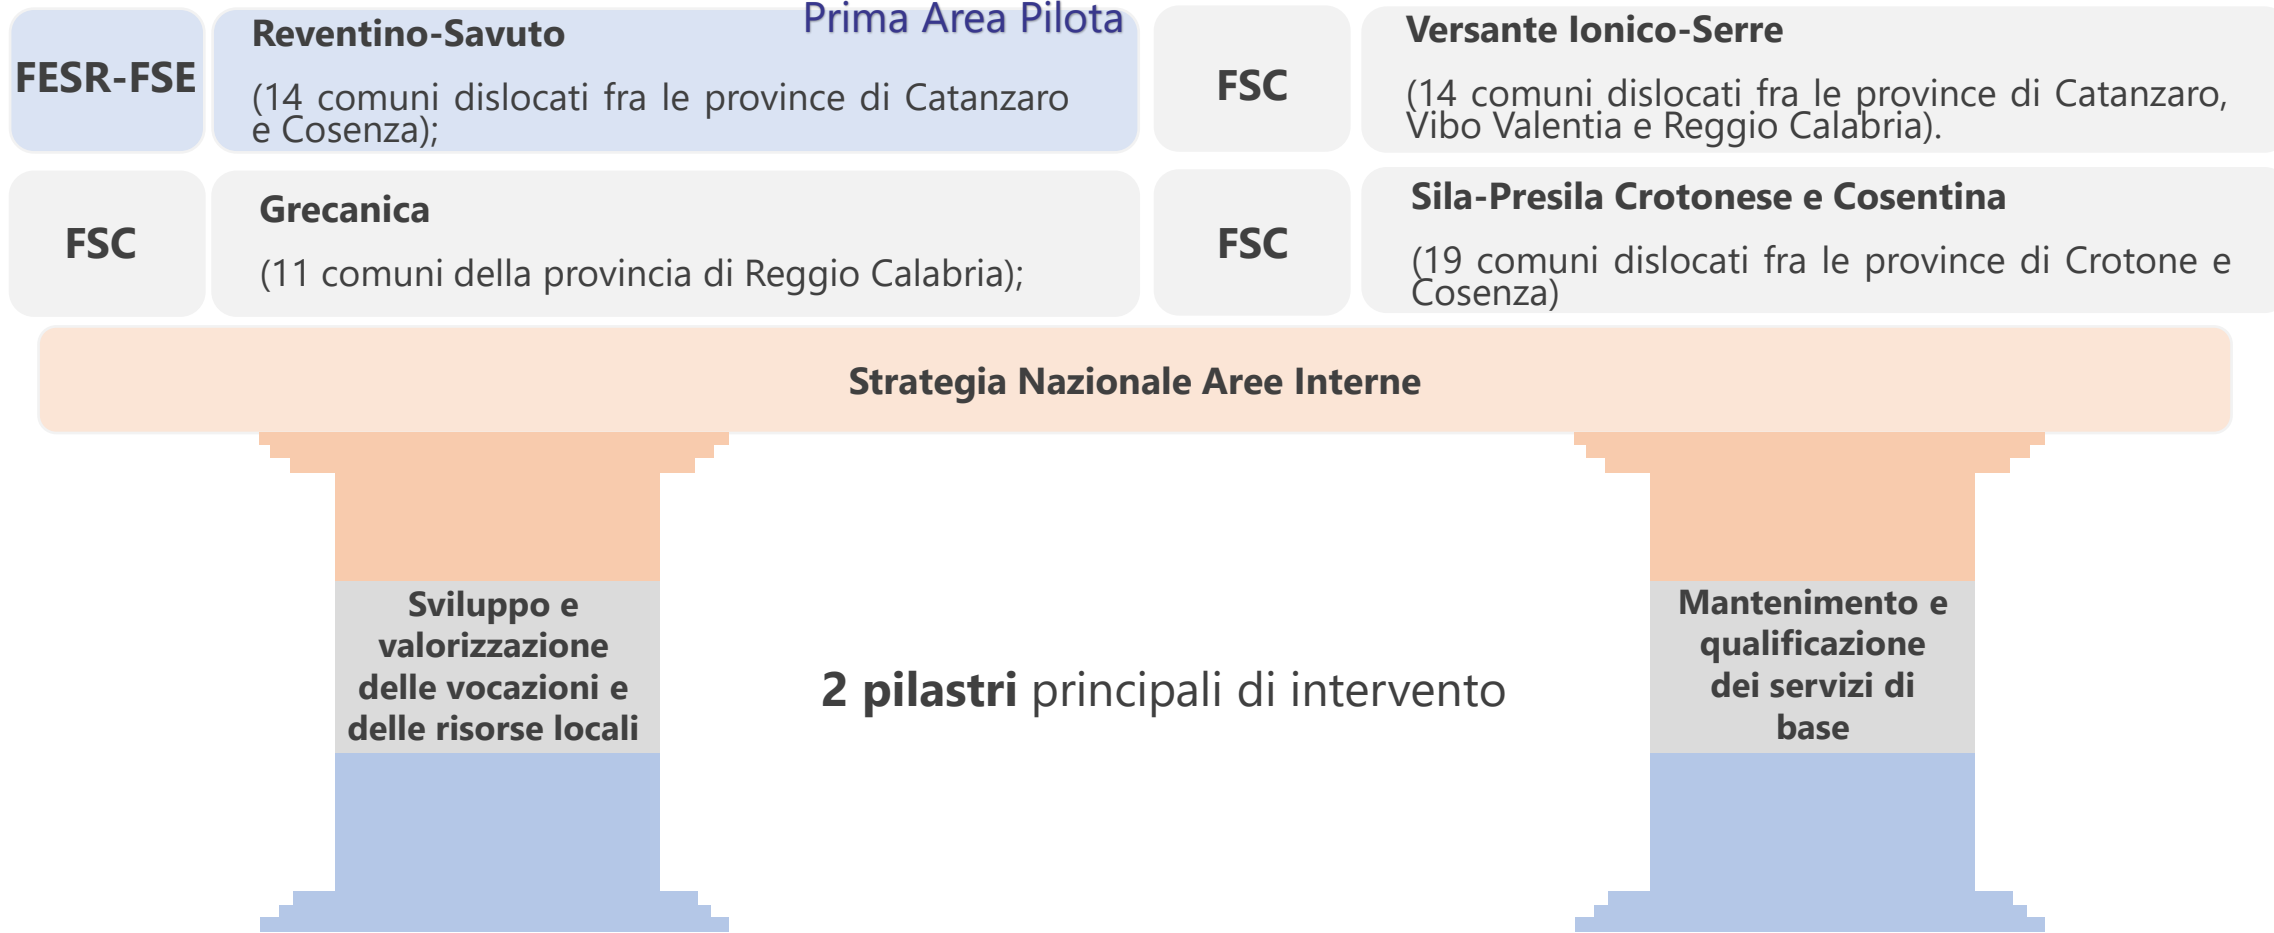 FESR-FSE
Reventino-Savuto
Prima Area Pilota
(14 comuni dislocati fra le province di Catanzaro
e Cosenza);
FSC
Versante Ionico-Serre
(14 comuni dislocati fra le province di Catanzaro,
Vibo Valentia e Reggio Calabria).
FSC
Grecanica
(11 comuni della provincia di Reggio Calabria);
FSC
Sila-Presila Crotonese e Cosentina
(19 comuni dislocati fra le province di Crotone e
Cosenza)
Strategia Nazionale Aree Interne
Sviluppo e
valorizzazione
delle vocazioni e
delle risorse locali
2 pilastri principali di intervento
Mantenimento e
qualificazione
dei servizi di
base